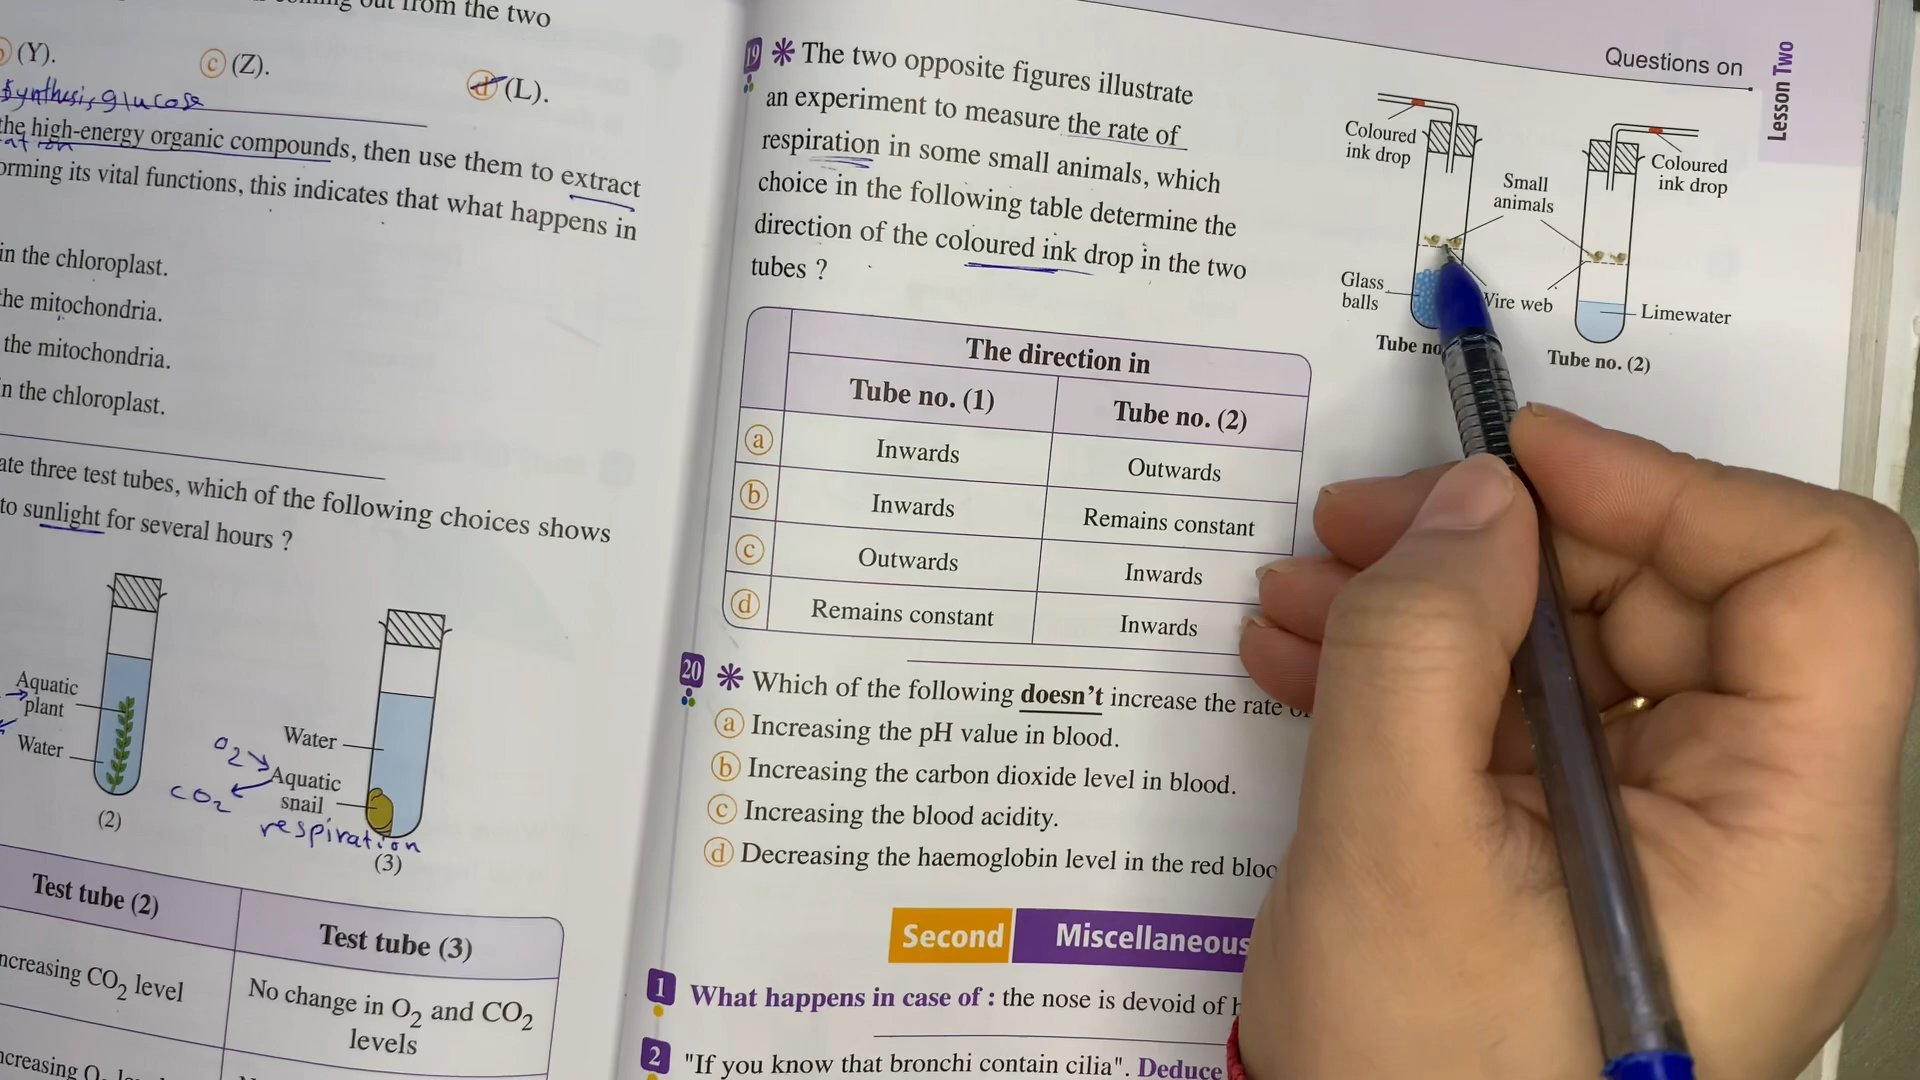 out from the two
(Y).
c (Z).
d (L).
Synthesis glucose
the high-energy organic compounds, then use them to extract
orming its vital functions, this indicates that what happens in
in the chloroplast.
the mitochondria.
the mitochondria.
n the chloroplast.
ate three test tubes, which of the following choices shows
to sunlight for several hours ?
Aquatic
plant
Water
(2)
Water
O2
CO2
Aquatic
snail
respiration
(3)
Test tube (2)
Test tube (3)
ncreasing CO2 level
No change in O2 and CO2
levels
Questions on
Lesson Two
19 * The two opposite figures illustrate
an experiment to measure the rate of
respiration in some small animals, which
choice in the following table determine the
direction of the coloured ink drop in the two
tubes ?
Coloured
ink drop
Small
animals
Coloured
ink drop
Glass
balls
Wire web
Limewater
Tube no
Tube no. (2)
The direction in
Tube no. (1)
Tube no. (2)
a Inwards Outwards
b Inwards Remains constant
c Outwards Inwards
d Remains constant Inwards
20 * Which of the following doesn't increase the rate
a Increasing the pH value in blood.
b Increasing the carbon dioxide level in blood.
c Increasing the blood acidity.
d Decreasing the haemoglobin level in the red bloo
Second Miscellaneous
1 What happens in case of : the nose is devoid of
2 "If you know that bronchi contain cilia". Deduce